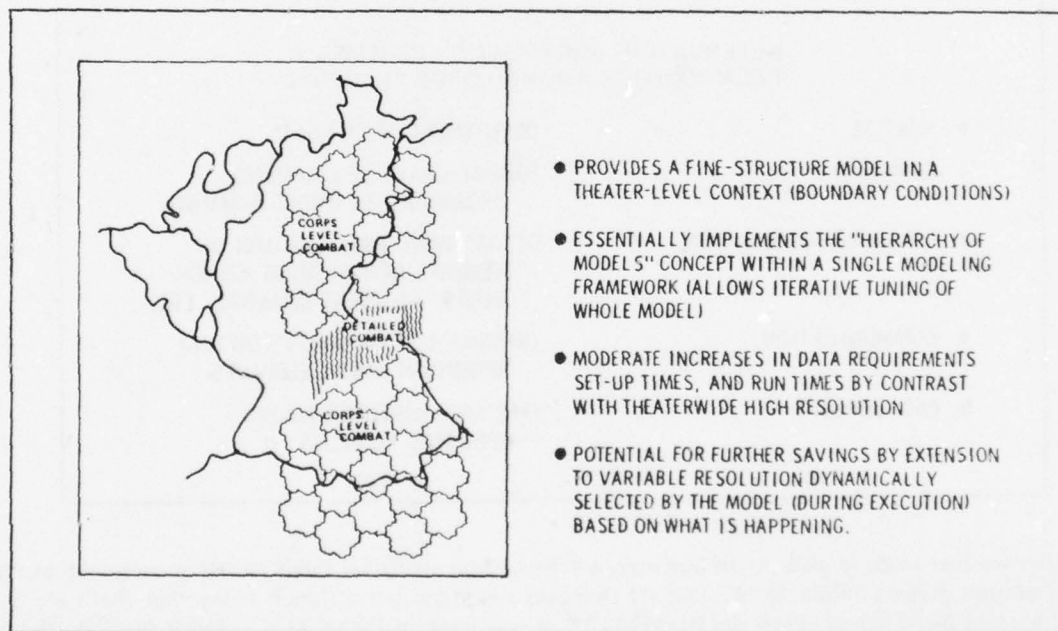 CORPS
LEVEL
COMBAT
DETAILED
COMBAT
CORPS
LEVEL
COMBAT
● PROVIDES A FINE-STRUCTURE MODEL IN A
THEATER-LEVEL CONTEXT (BOUNDARY CONDITIONS)
● ESSENTIALLY IMPLEMENTS THE "HIERARCHY OF
MODELS" CONCEPT WITHIN A SINGLE MODELING
FRAMEWORK (ALLOWS ITERATIVE TUNING OF
WHOLE MODEL)
● MODERATE INCREASES IN DATA REQUIREMENTS
SET-UP TIMES, AND RUN TIMES BY CONTRAST
WITH THEATERWIDE HIGH RESOLUTION
● POTENTIAL FOR FURTHER SAVINGS BY EXTENSION
TO VARIABLE RESOLUTION DYNAMICALLY
SELECTED BY THE MODEL (DURING EXECUTION)
BASED ON WHAT IS HAPPENING.